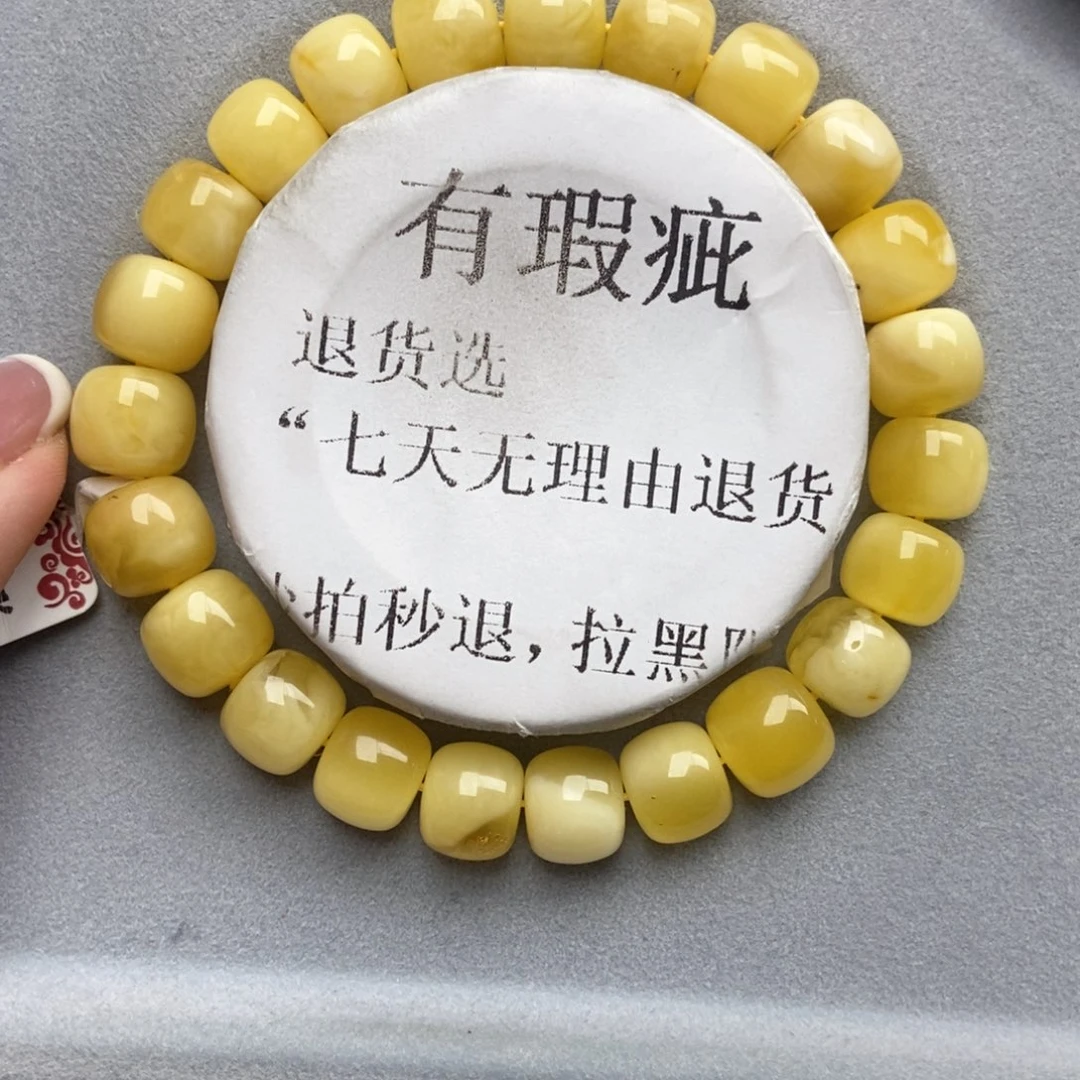 有瑕疵
退货选
“七天无理由退货
拍秒退，拉黑